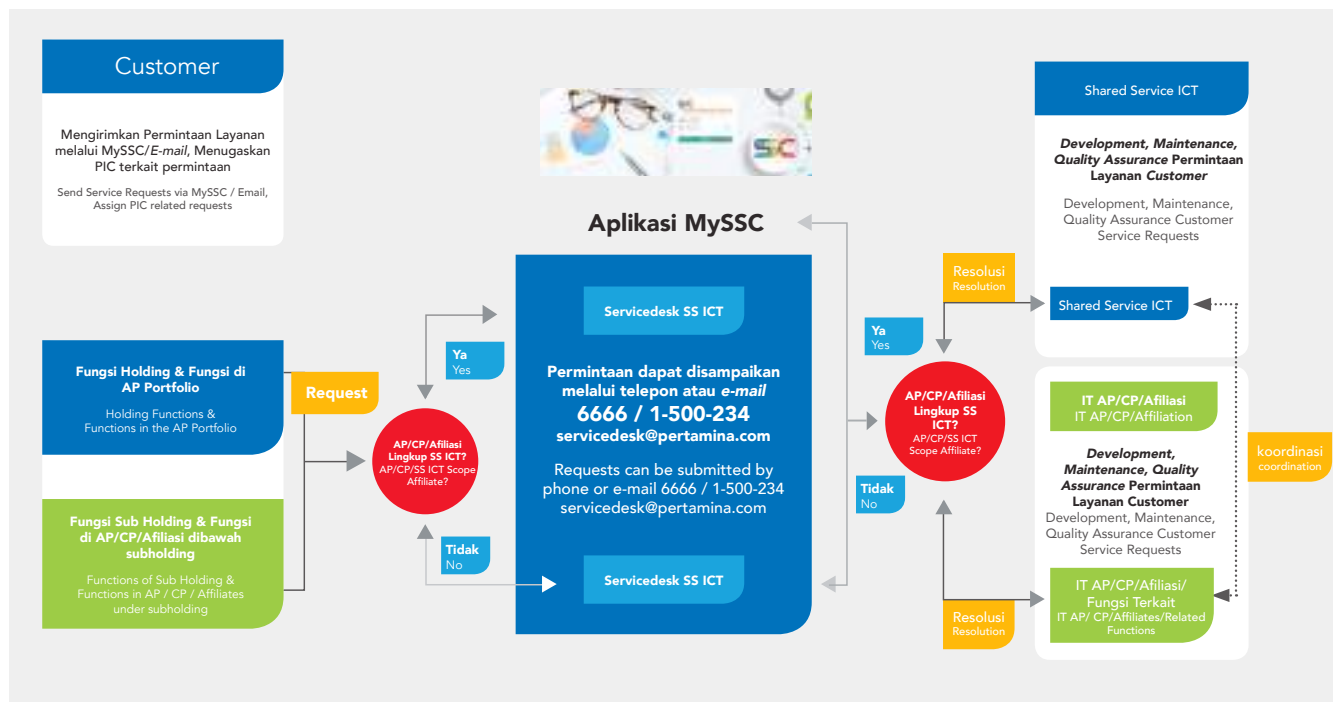 Customer
Mengirimkan Permintaan Layanan
melalui MySSC/E-mail, Menugaskan
PIC terkait permintaan
Send Service Requests via MySSC / Email,
Assign PIC related requests
Fungsi Holding & Fungsi di
AP Portfolio
Holding Functions &
Functions in the AP Portfolio
Fungsi Sub Holding & Fungsi
di AP/CP/Afiliasi dibawah
subholding
Functions of Sub Holding &
Functions in AP / CP / Affiliates
under subholding
Request
Ya
Yes
AP/CP/Afiliasi
Lingkup SS ICT?
AP/CP/SS ICT Scope
Affiliate?
Tidak
No
Aplikasi MySSC
Servicedesk SS ICT
Permintaan dapat disampaikan
melalui telepon atau e-mail
6666 / 1-500-234
servicedesk@pertamina.com
Requests can be submitted by
phone or e-mail 6666 / 1-500-234
servicedesk@pertamina.com
Servicedesk SS ICT
Ya
Yes
AP/CP/Afiliasi
Lingkup SS
ICT?
AP/CP/SS ICT
Scope Affiliate?
Tidak
No
Resolusi
Resolution
Resolusi
Resolution
Shared Service ICT
Development, Maintenance,
Quality Assurance Permintaan
Layanan Customer
Development, Maintenance,
Quality Assurance Customer
Service Requests
Shared Service ICT
IT AP/CP/Afiliasi
IT AP/CP/Affiliation
Development,
Maintenance, Quality
Assurance Permintaan
Layanan Customer
Development, Maintenance,
Quality Assurance Customer
Service Requests
IT AP/CP/Afiliasi/
Fungsi Terkait
IT AP/ CP/Affiliates/Related
Functions
koordinasi
coordination